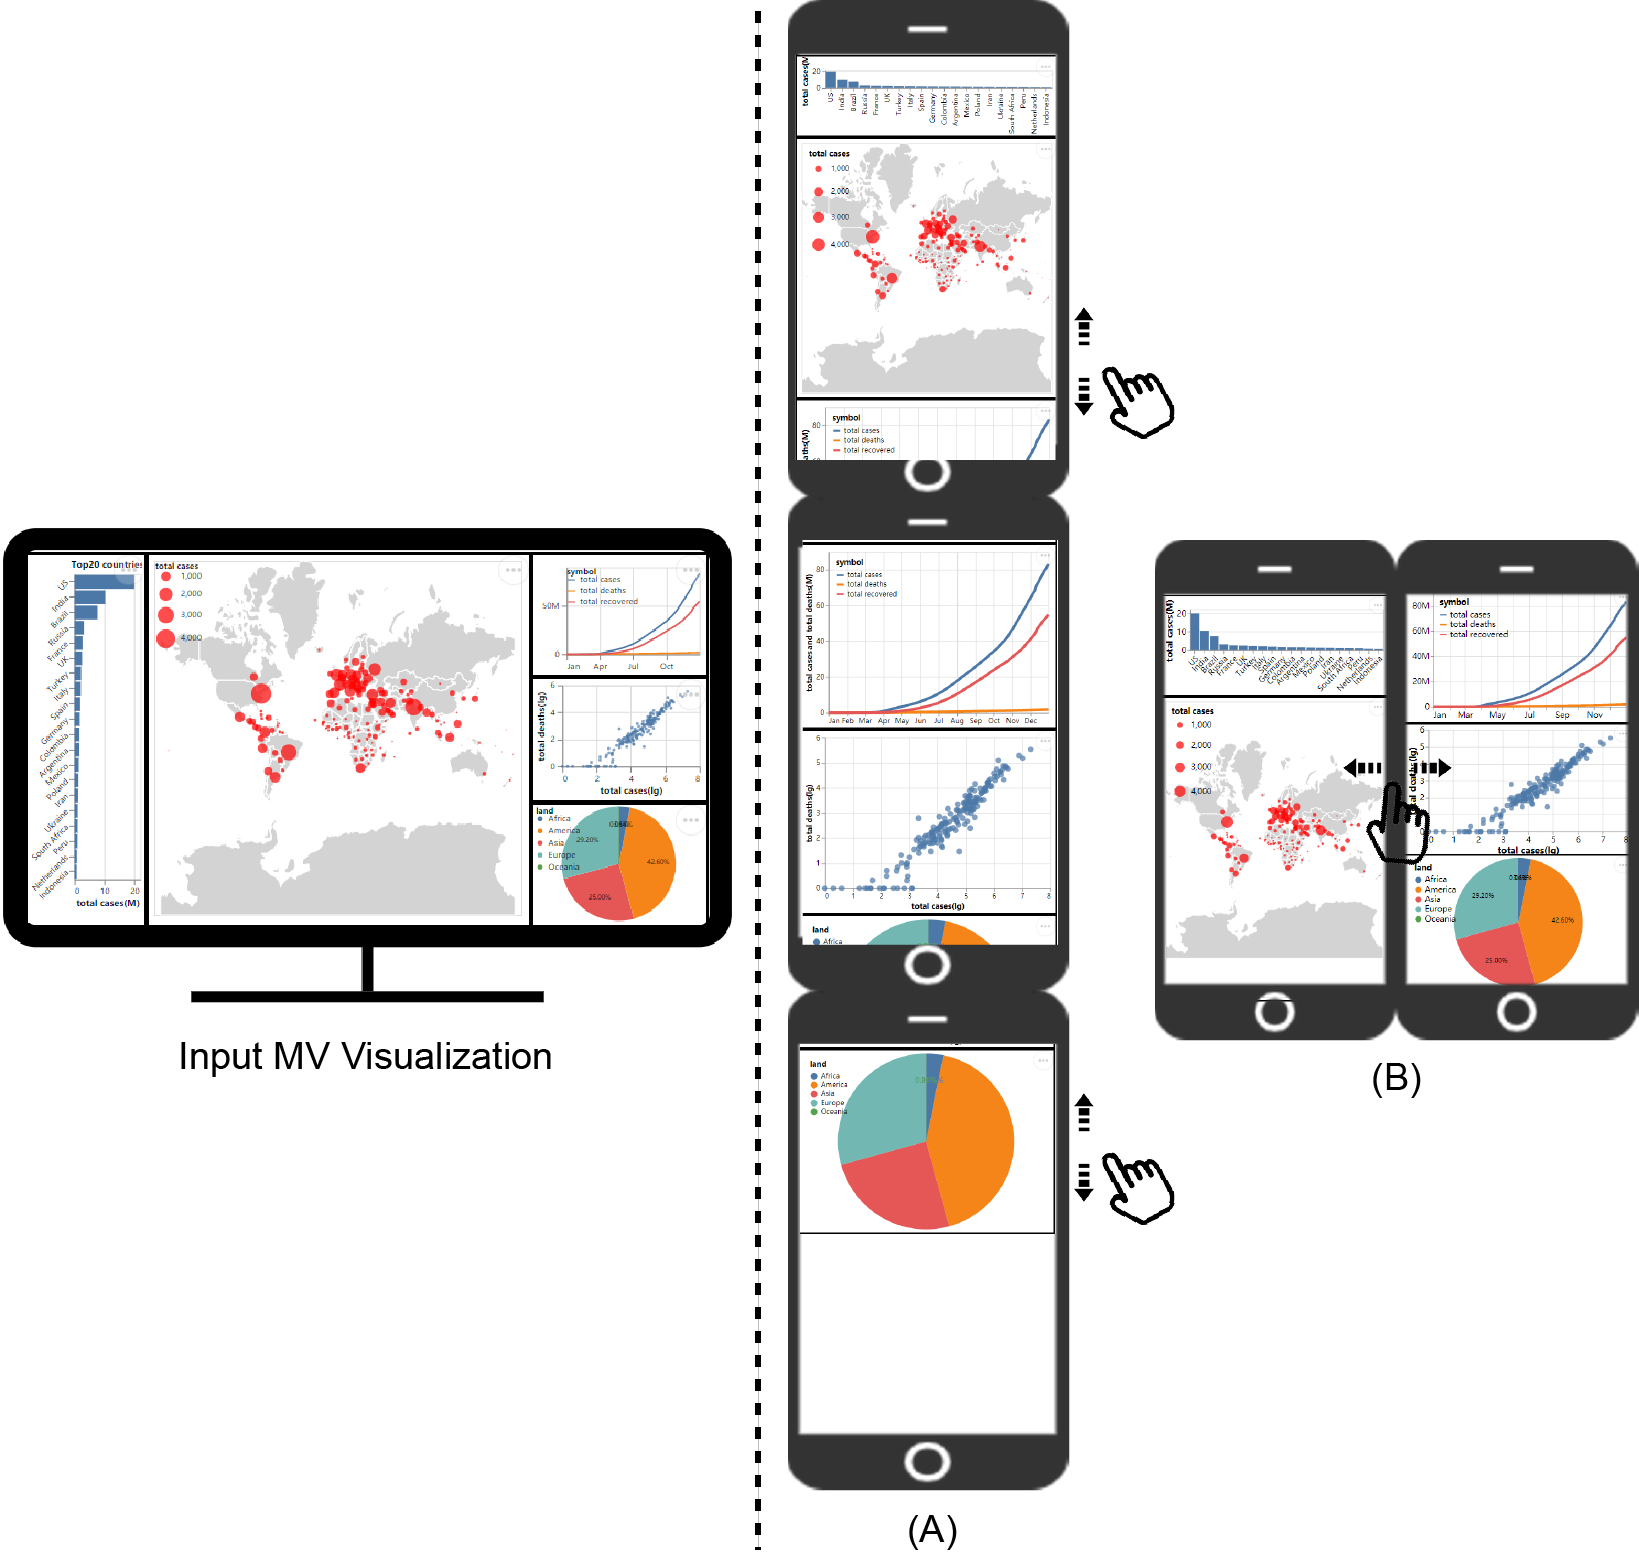 Top20 countries
US
India
Brazil
Russia
France
UK
Turkey
Italy
Spain
Germany
Colombia
Argentina
Mexico
Poland
Iran
Ukraine
South Africa
Peru
Netherlands
Indonesia
0 10 20
total cases(M)
total cases
1,000
2,000
3,000
4,000
symbol
total cases
total deaths
total recovered
50M
0
Jan Apr Jul Oct
total deaths(lg)
6
4
2
0
0 2 4 6 8
total cases(lg)
land
Africa
America
Asia
Europe
Oceania
29.20%
42.60%
25.00%
Input MV Visualization
total cases(M
20
0
US
India
Brazil
Russia
France
UK
Turkey
Italy
Spain
Germany
Colombia
Argentina
Mexico
Poland
Iran
Ukraine
South Africa
Peru
Netherlands
Indonesia
total cases
1,000
2,000
3,000
4,000
symbol
total cases
total deaths
total recovered
80
aths(M)
symbol
total cases
total deaths
total recovered
total cases and total deaths(M)
80
60
40
20
0
Jan Feb Mar Apr May Jun Jul Aug Sep Oct Nov Dec
total deaths(lg)
6
5
4
3
2
1
0
0 1 2 3 4 5 6 7 8
total cases(lg)
land
Africa
land
Africa
America
Asia
Europe
Oceania
(A)
total cases(M)
20
10
0
US
India
Brazil
Russia
France
UK
Turkey
Italy
Spain
Germany
Colombia
Argentina
Mexico
Poland
Iran
Ukraine
South Africa
Peru
Netherlands
Indonesia
total cases
1,000
2,000
3,000
4,000
80M
60M
40M
20M
0
symbol
total cases
total deaths
total recovered
Jan Mar May Jul Sep Nov
6
5
0 1 2 3 4 5 6 7 8
total cases(lg)
land
Africa
America
Asia
Europe
Oceania
29.20%
42.60%
25.00%
(B)